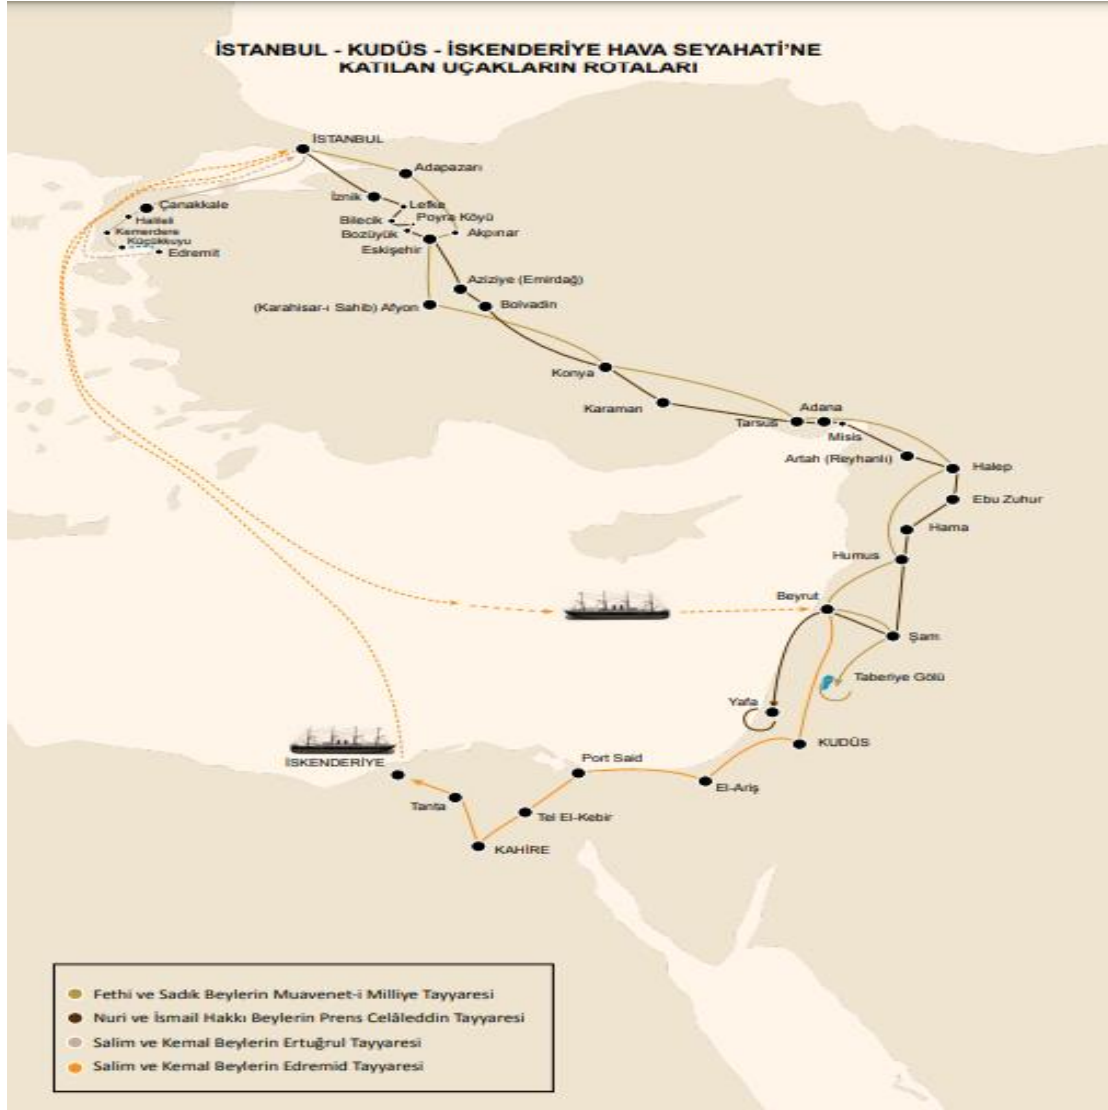 İSTANBUL - KUDÜS - İSKENDERİYE HAVA SEYAHATİ'NE
KATILAN UÇAKLARIN ROTALARI
İSTANBUL
Adapazarı
İznik
Lefke
Çanakkale
Halileli
Bilecik
Poyra Köyü
Kemerdere
Bozüyük
Akpınar
Küçükkuyu
Edremit
Eskişehir
Aziziye (Emirdağ)
(Karahisar-ı Sahib) Afyon
Bolvadin
Konya
Karaman
Adana
Tarsus
Misis
Artah (Reyhanlı)
Halep
Ebu Zuhur
Hama
Humus
Beyrut
Şam
Taberiye Gölü
Yafa
KUDÜS
Port Said
İSKENDERİYE
El-Ariş
Tanta
Tel El-Kebir
KAHİRE
Fethi ve Sadık Beylerin Muavenet-i Milliye Tayyaresi
Nuri ve İsmail Hakkı Beylerin Prens Celâleddin Tayyaresi
Salim ve Kemal Beylerin Ertuğrul Tayyaresi
Salim ve Kemal Beylerin Edremid Tayyaresi